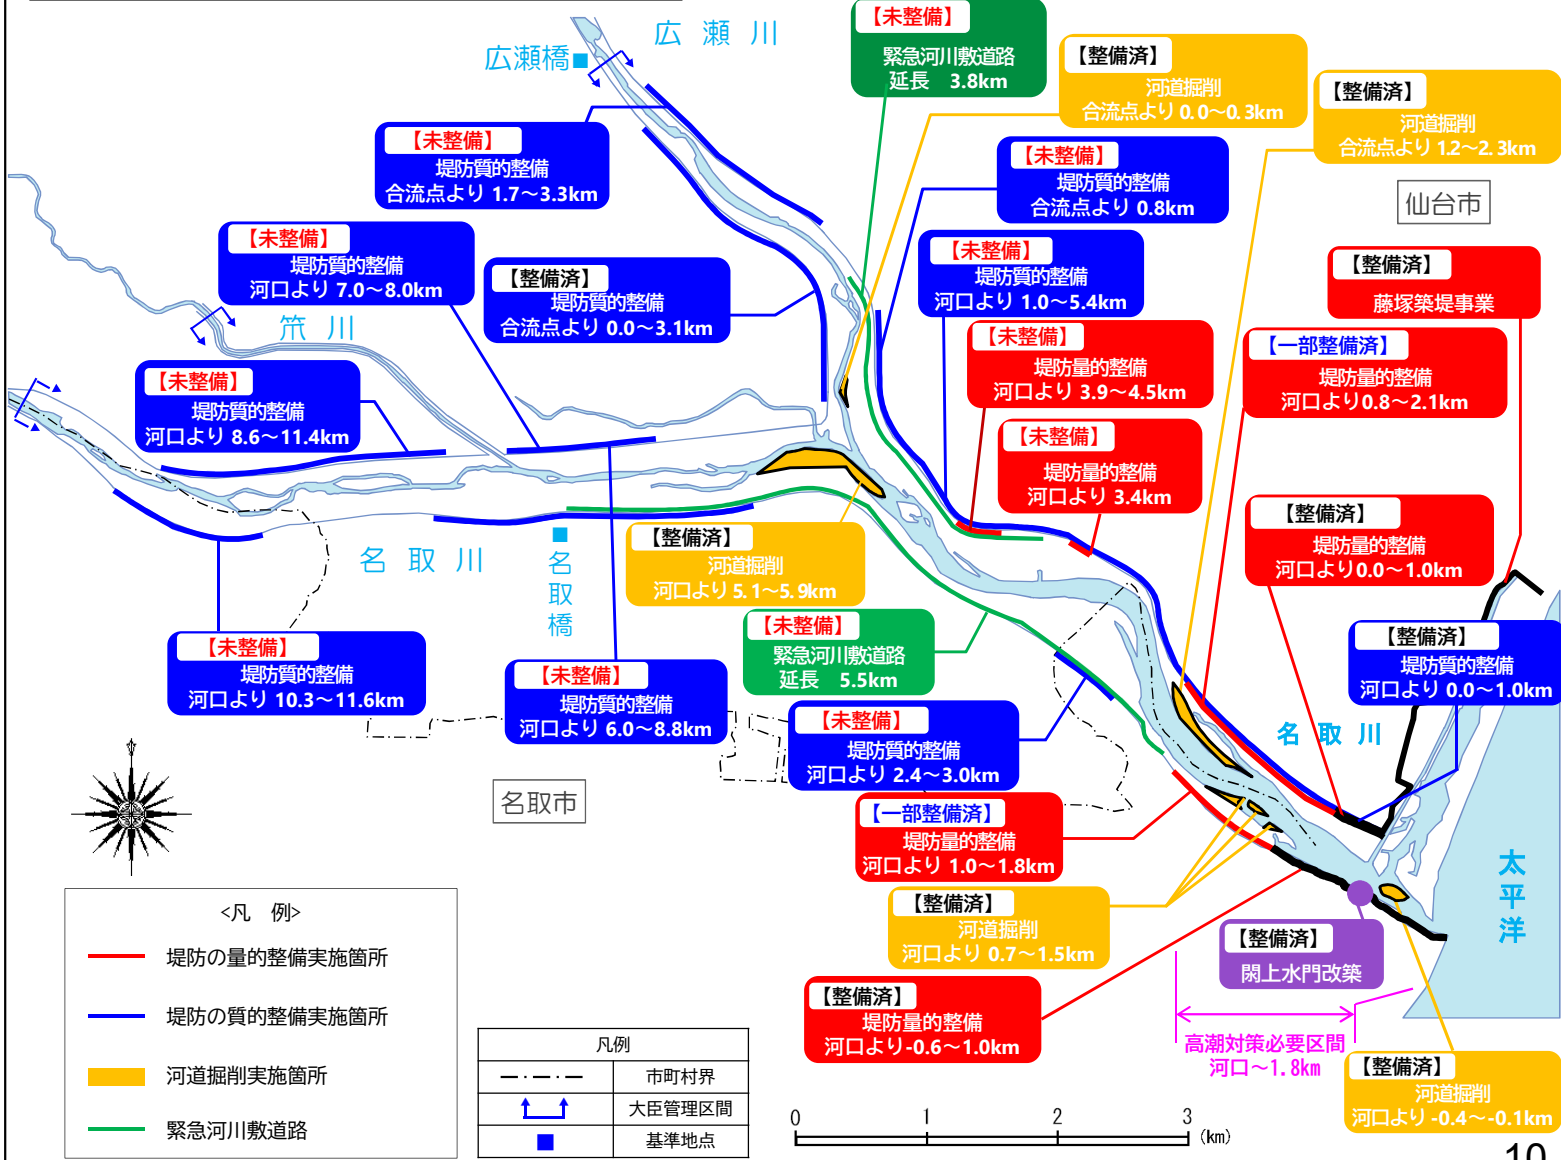 広瀬川
広瀬橋
【未整備】
緊急河川敷道路
延長 3.8km
【整備済】
河道掘削
合流点より 0.0～0.3km
【整備済】
河道掘削
合流点より 1.2～2.3km
仙台市
【未整備】
堤防質的整備
合流点より 1.7～3.3km
【未整備】
堤防質的整備
合流点より 0.8km
【未整備】
堤防質的整備
河口より 7.0～8.0km
【整備済】
堤防質的整備
合流点より 0.0～3.1km
【未整備】
堤防質的整備
河口より 1.0～5.4km
【整備済】
藤塚築堤事業
笊川
【未整備】
堤防量的整備
河口より 3.9～4.5km
【一部整備済】
堤防量的整備
河口より0.8～2.1km
【未整備】
堤防質的整備
河口より 8.6～11.4km
【未整備】
堤防量的整備
河口より 3.4km
【整備済】
堤防量的整備
河口より0.0～1.0km
【整備済】
河道掘削
河口より 5.1～5.9km
名取川
名取橋
【未整備】
緊急河川敷道路
延長 5.5km
【整備済】
堤防質的整備
河口より 0.0～1.0km
【未整備】
堤防質的整備
河口より 10.3～11.6km
【未整備】
堤防質的整備
河口より 6.0～8.8km
【未整備】
堤防質的整備
河口より 2.4～3.0km
名取川
名取市
【一部整備済】
堤防量的整備
河口より 1.0～1.8km
太平洋
【整備済】
河道掘削
河口より 0.7～1.5km
【整備済】
閖上水門改築
【整備済】
堤防量的整備
河口より-0.6～1.0km
高潮対策必要区間
河口～1.8km
【整備済】
河道掘削
河口より -0.4～-0.1km
<凡 例>
堤防の量的整備実施箇所
堤防の質的整備実施箇所
河道掘削実施箇所
緊急河川敷道路
凡例
市町村界
大臣管理区間
基準地点
0 1 2 3 (km)
10